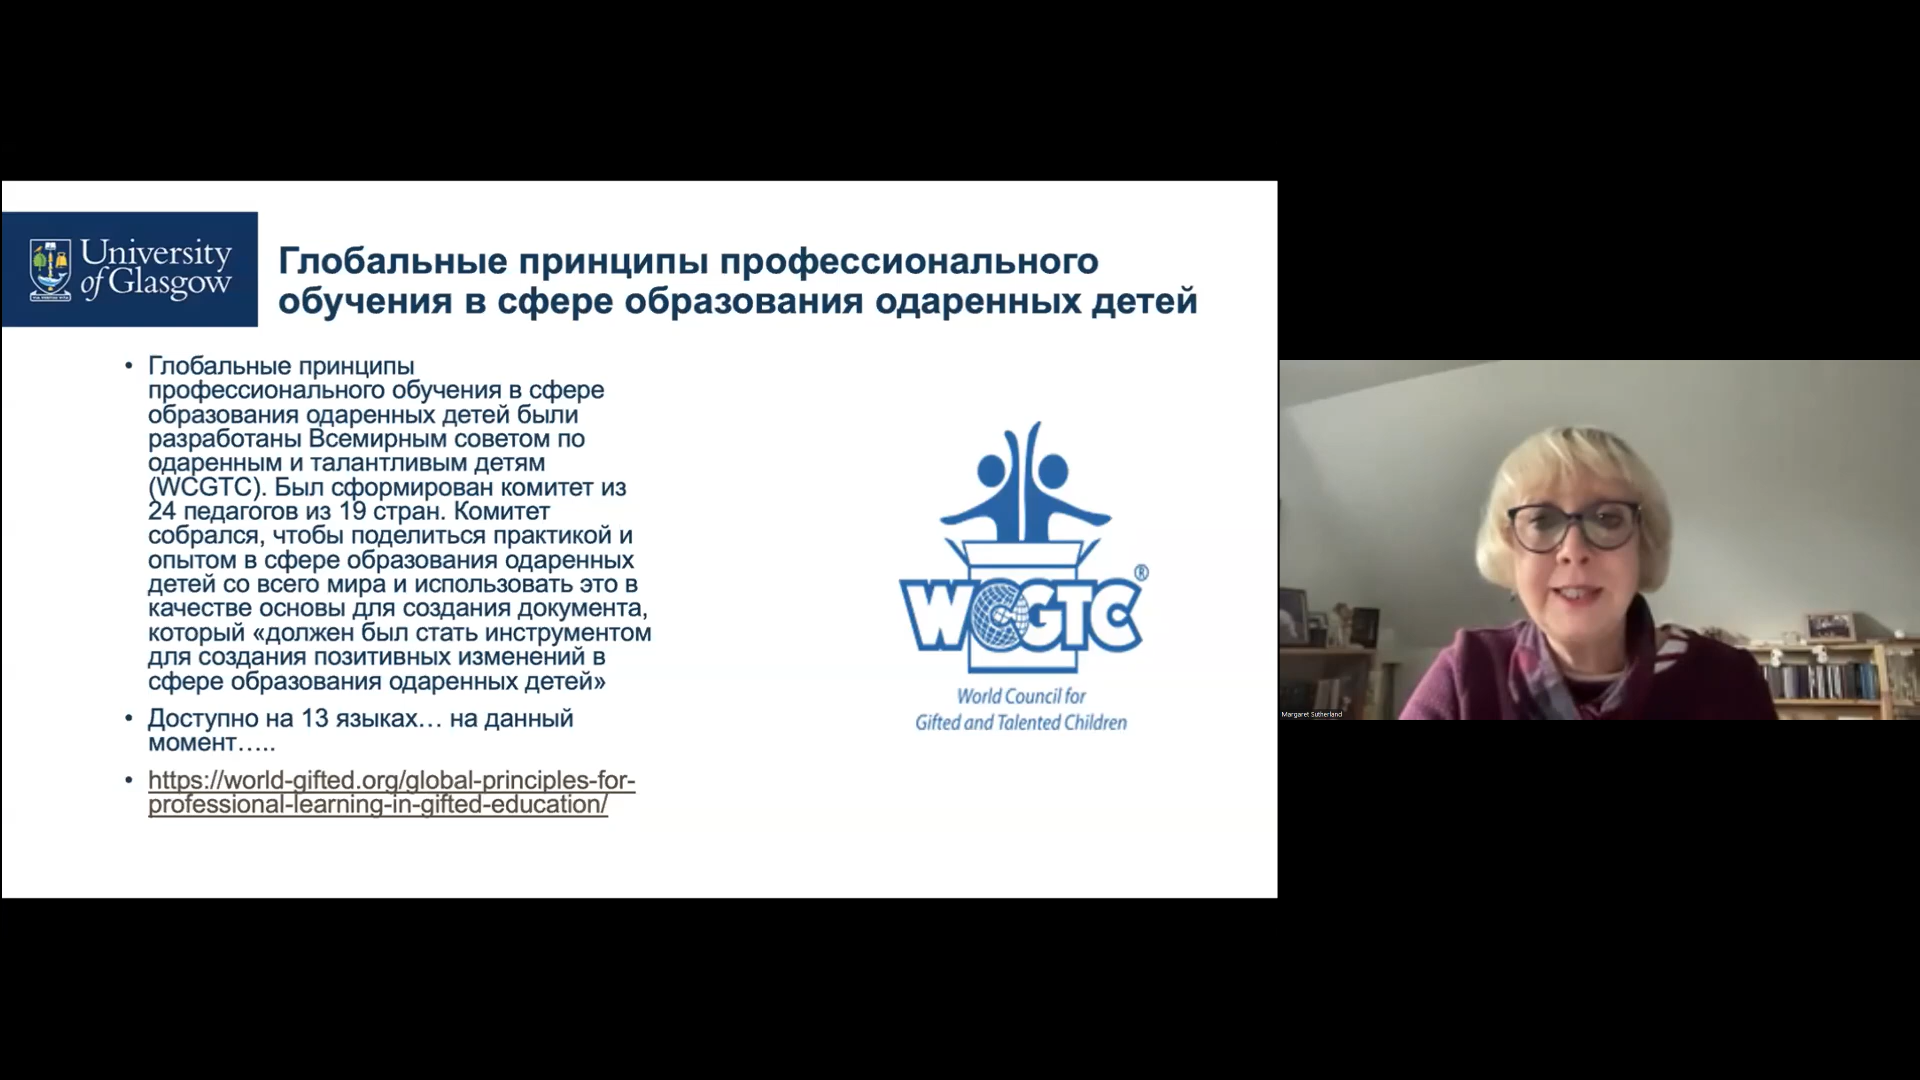 University
of Glasgow
Глобальные принципы профессионального
обучения в сфере образования одаренных детей
• Глобальные принципы
профессионального обучения в сфере
образования одаренных детей были
разработаны Всемирным советом по
одаренным и талантливым детям
(WCGTC). Был сформирован комитет из
24 педагогов из 19 стран. Комитет
собрался, чтобы поделиться практикой и
опытом в сфере образования одаренных
детей со всего мира и использовать это в
качестве основы для создания документа,
который «должен был стать инструментом
для создания позитивных изменений в
сфере образования одаренных детей»
• Доступно на 13 языках… на данный
момент…..
• https://world-gifted.org/global-principles-for-
professional-learning-in-gifted-education/
WCGTC®
World Council for
Gifted and Talented Children
Margaret Sutherland